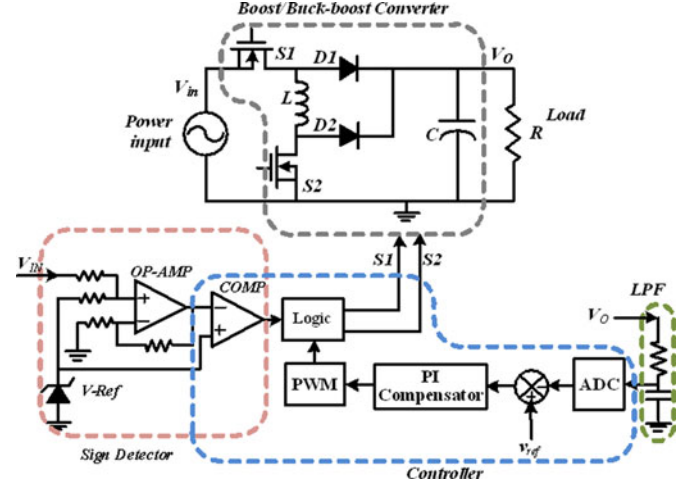 Boost/Buck-boost Converter
S1
D1
Vin
VO
L
Power
input
D2
C
R
Load
S2
S1
S2
VIN
OP-AMP
COMP
LPF
VO
+
−
−
+
Logic
V-Ref
PWM
PI
Compensator
−
+
ADC
vref
Sign Detector
Controller